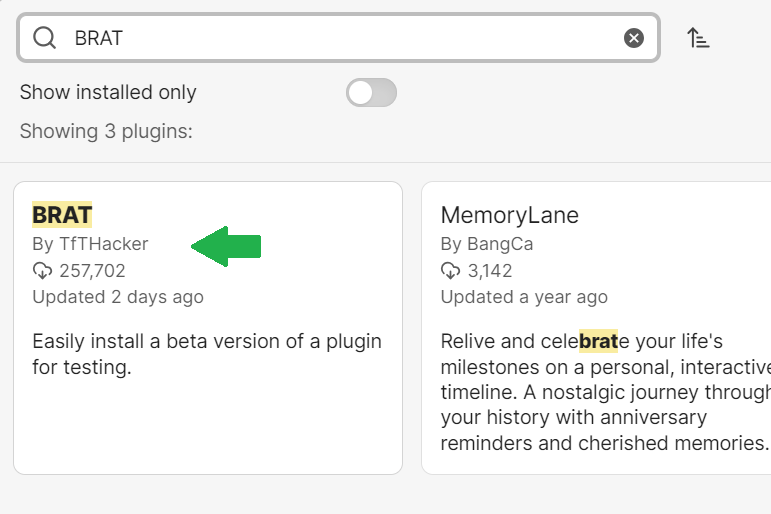 BRAT
Show installed only
Showing 3 plugins:
BRAT
By TfTHacker
257,702
Updated 2 days ago
Easily install a beta version of a plugin
for testing.
MemoryLane
By BangCa
3,142
Updated a year ago
Relive and celebrate your life's
milestones on a personal, interactive
timeline. A nostalgic journey through
your history with anniversary
reminders and cherished memories.